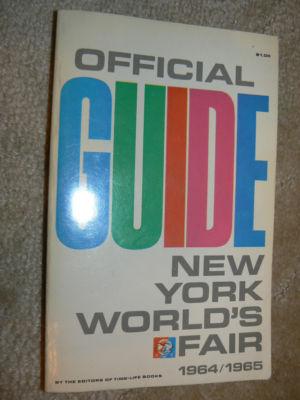 $1.00
OFFICIAL
GUIDE
NEW
YORK
WORLD'S
FAIR
1964/1965
BY THE EDITORS OF TIME-LIFE BOOKS